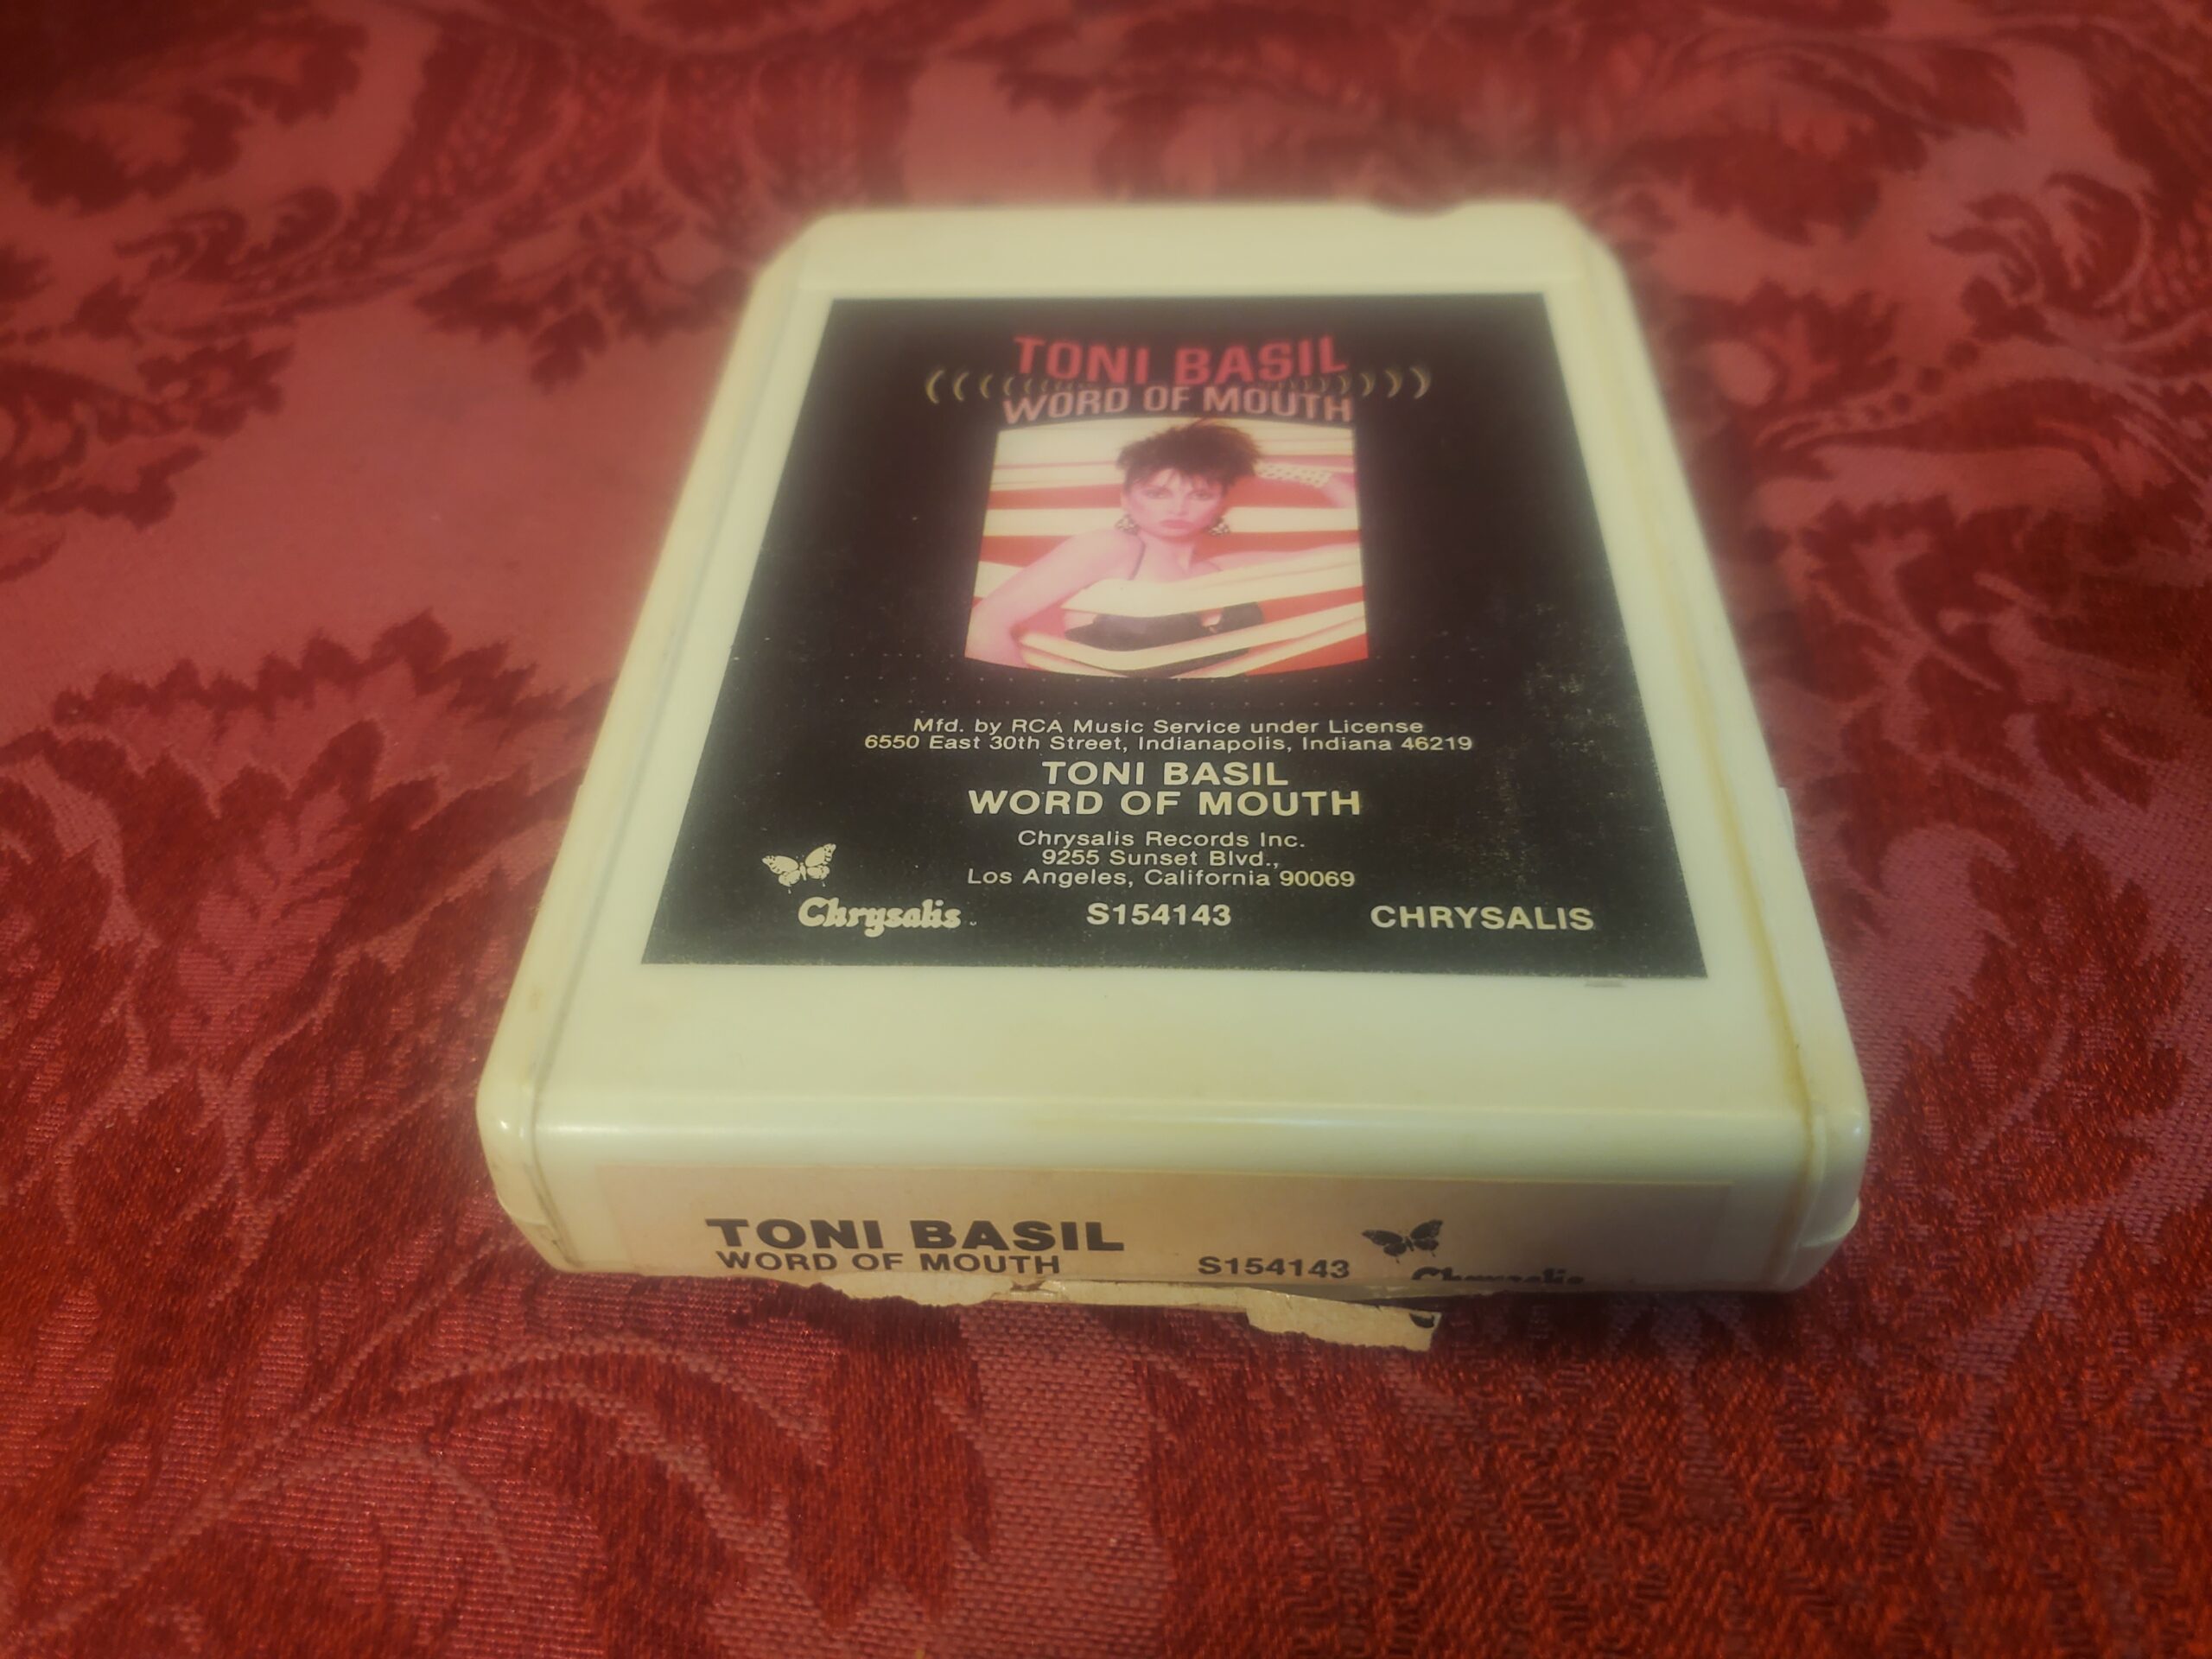 TONI BASIL
((((((((((  ))))))))))
WORD OF MOUTH
Mfd. by RCA Music Service under License
6550 East 30th Street, Indianapolis, Indiana 46219
TONI BASIL
WORD OF MOUTH
Chrysalis Records Inc.
9255 Sunset Blvd.,
Los Angeles, California 90069
Chrysalis S154143 CHRYSALIS
TONI BASIL
WORD OF MOUTH S154143
Chrysalis